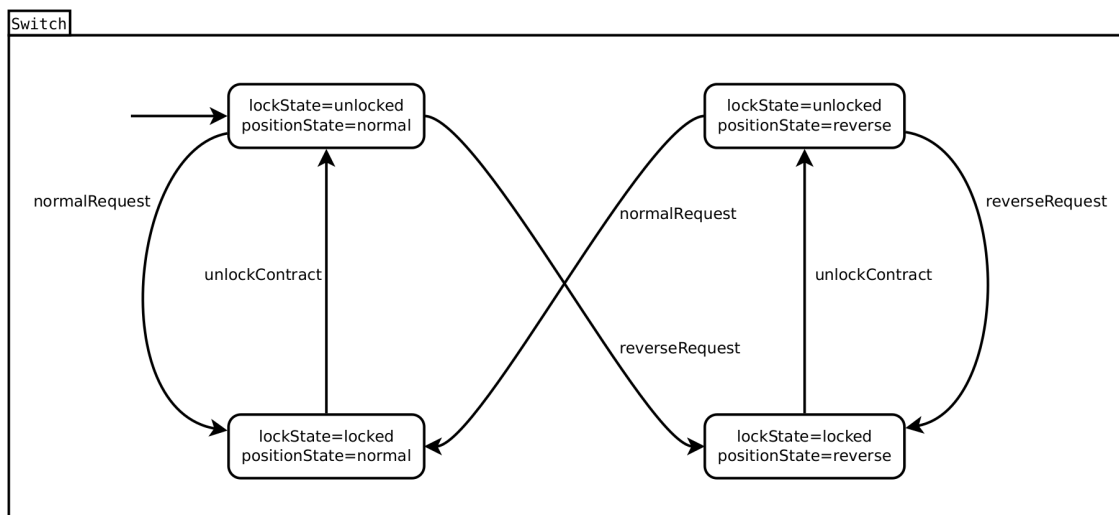 Switch
lockState=unlocked
positionState=normal
lockState=unlocked
positionState=reverse
normalRequest
normalRequest
reverseRequest
unlockContract
unlockContract
reverseRequest
lockState=locked
positionState=normal
lockState=locked
positionState=reverse